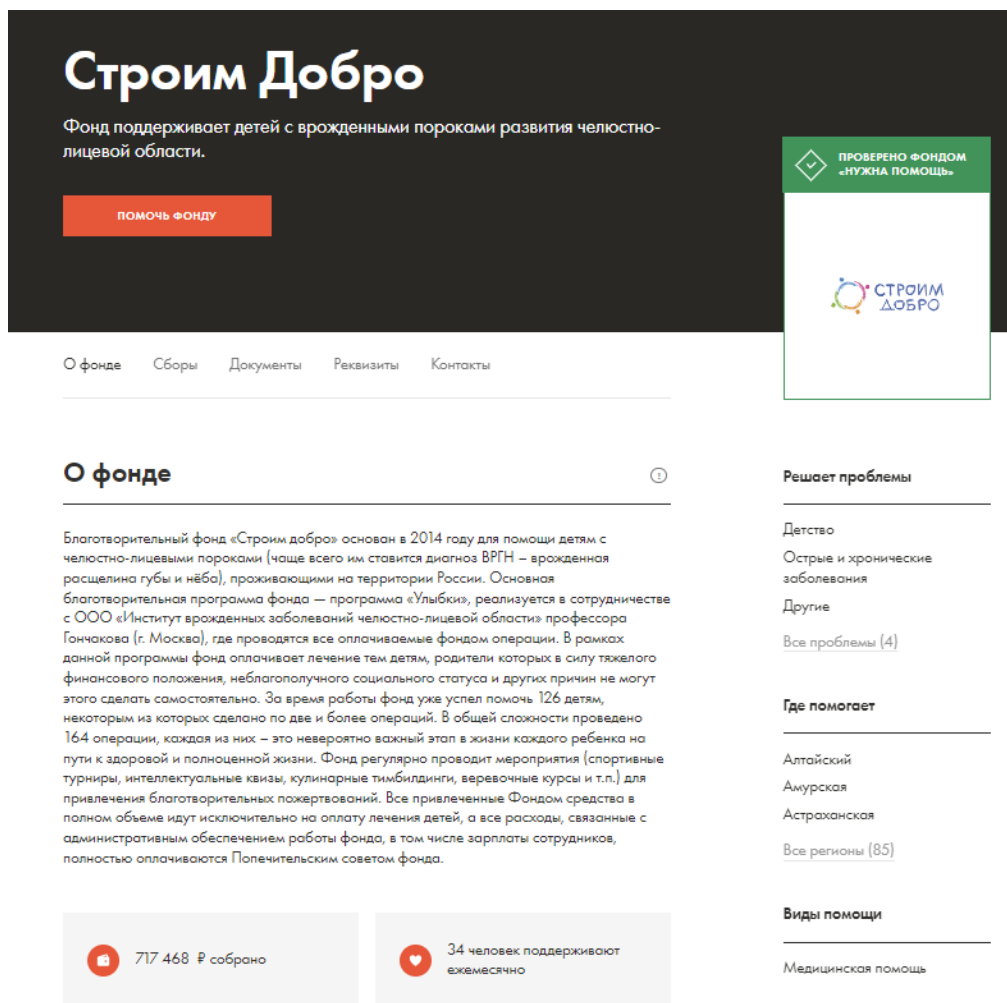 Строим Добро
Фонд поддерживает детей с врожденными пороками развития челюстно-
лицевой области.
ПОМОЧЬ ФОНДУ
ПРОВЕРЕНО ФОНДОМ
«НУЖНА ПОМОЩЬ»
СТРОИМ
ДОБРО
О фонде
Сборы
Документы
Реквизиты
Контакты
О фонде
Благотворительный фонд «Строим добро» основан в 2014 году для помощи детям с
челюстно-лицевыми пороками (чаще всего им ставится диагноз ВРГН – врожденная
расщелина губы и нёба), проживающими на территории России. Основная
благотворительная программа фонда — программа «Улыбки», реализуется в сотрудничестве
с ООО «Институт врожденных заболеваний челюстно-лицевой области» профессора
Гончакова (г. Москва), где проводятся все оплачиваемые фондом операции. В рамках
данной программы фонд оплачивает лечение тем детям, родители которых в силу тяжелого
финансового положения, неблагополучного социального статуса и других причин не могут
этого сделать самостоятельно. За время работы фонд уже успел помочь 126 детям,
некоторым из которых сделано по две и более операций. В общей сложности проведено
164 операции, каждая из них – это невероятно важный этап в жизни каждого ребенка на
пути к здоровой и полноценной жизни. Фонд регулярно проводит мероприятия (спортивные
турниры, интеллектуальные квизы, кулинарные тимбилдинги, веревочные курсы и т.п.) для
привлечения благотворительных пожертвований. Все привлеченные Фондом средства в
полном объеме идут исключительно на оплату лечения детей, а все расходы, связанные с
административным обеспечением работы фонда, в том числе зарплаты сотрудников,
полностью оплачиваются Попечительским советом фонда.
717 468 ₽ собрано
34 человек поддерживают
ежемесячно
Решает проблемы
Детство
Острые и хронические
заболевания
Другие
Все проблемы (4)
Где помогает
Алтайский
Амурская
Астраханская
Все регионы (85)
Виды помощи
Медицинская помощь